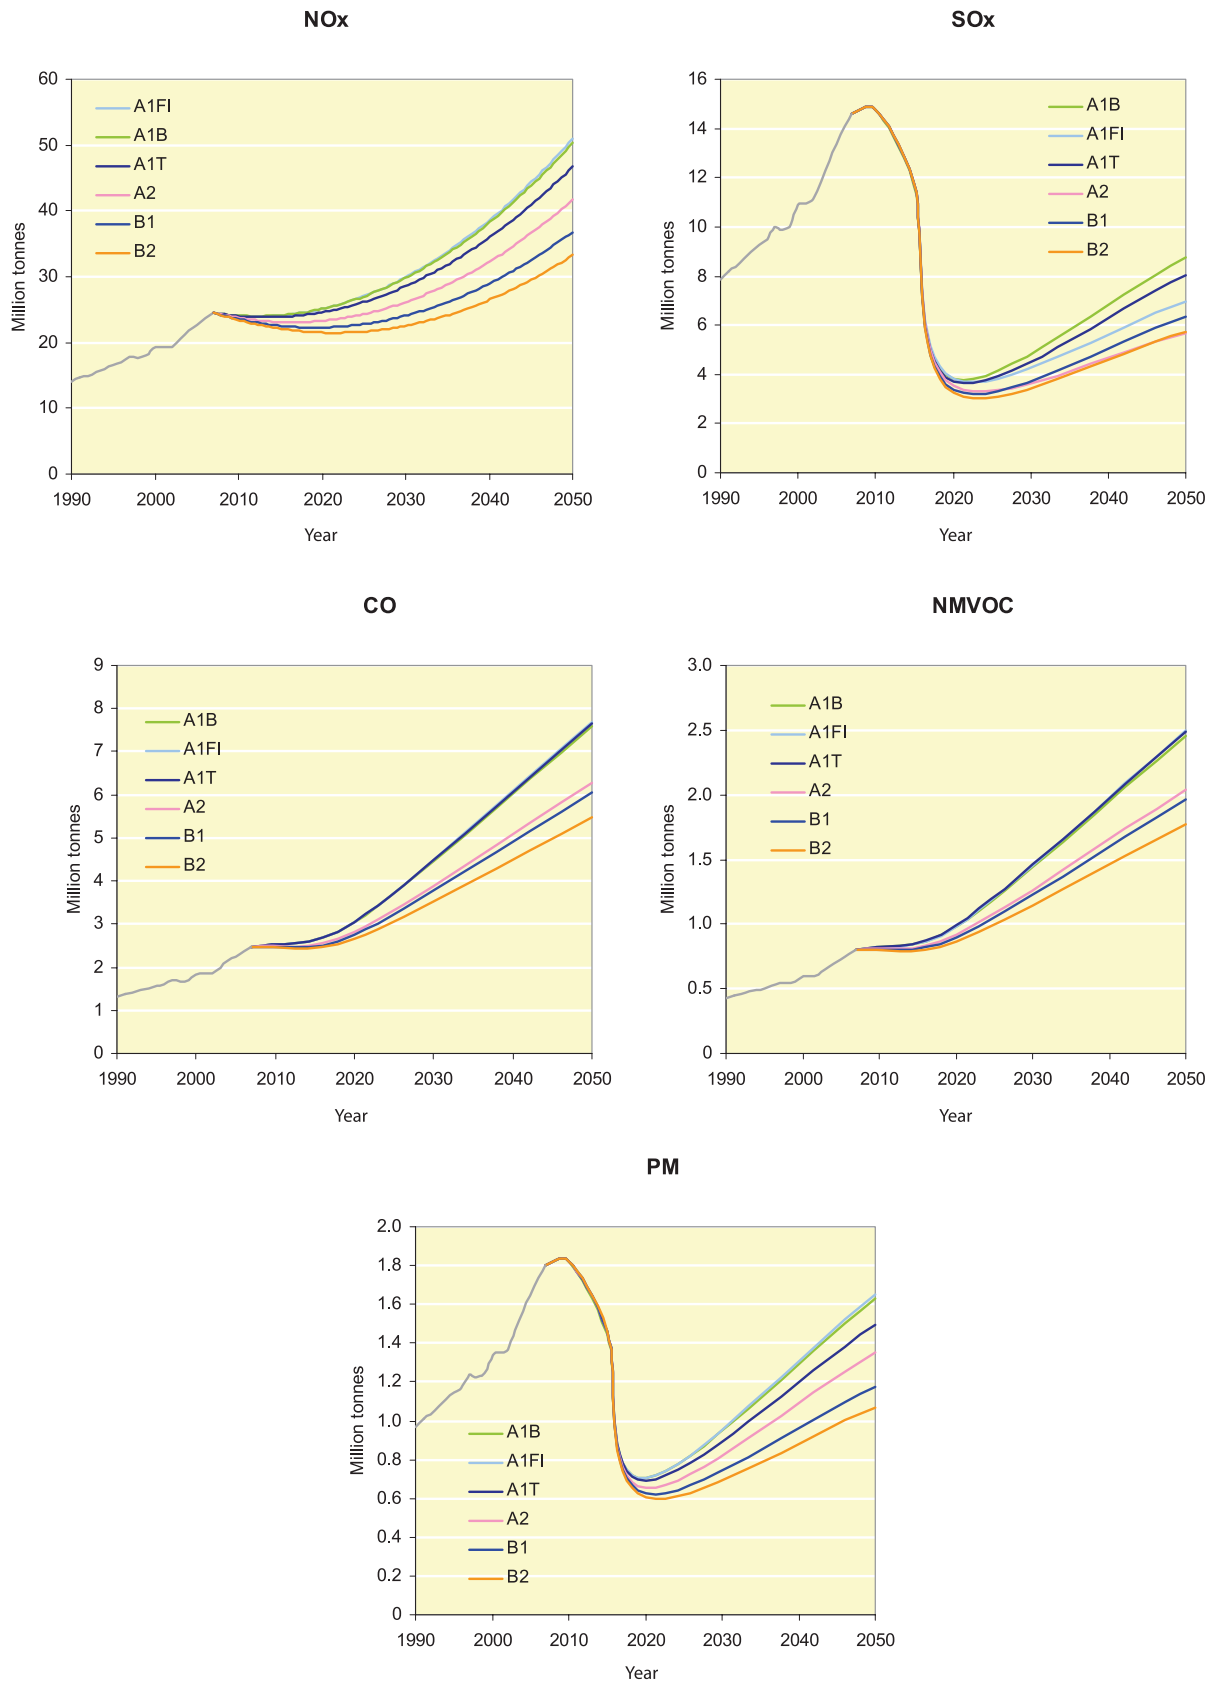 NOx
60
50
40
30
20
10
0
Million tonnes
A1FI
A1B
A1T
A2
B1
B2
1990 2000 2010 2020 2030 2040 2050
Year
SOx
16
14
12
10
8
6
4
2
0
Million tonnes
A1B
A1FI
A1T
A2
B1
B2
1990 2000 2010 2020 2030 2040 2050
Year
CO
9
8
7
6
5
4
3
2
1
0
Million tonnes
A1B
A1FI
A1T
A2
B1
B2
1990 2000 2010 2020 2030 2040 2050
Year
NMVOC
3.0
2.5
2.0
1.5
1.0
0.5
0
Million tonnes
A1B
A1FI
A1T
A2
B1
B2
1990 2000 2010 2020 2030 2040 2050
Year
PM
2.0
1.8
1.6
1.4
1.2
1.0
0.8
0.6
0.4
0.2
0
Million tonnes
A1B
A1FI
A1T
A2
B1
B2
1990 2000 2010 2020 2030 2040 2050
Year